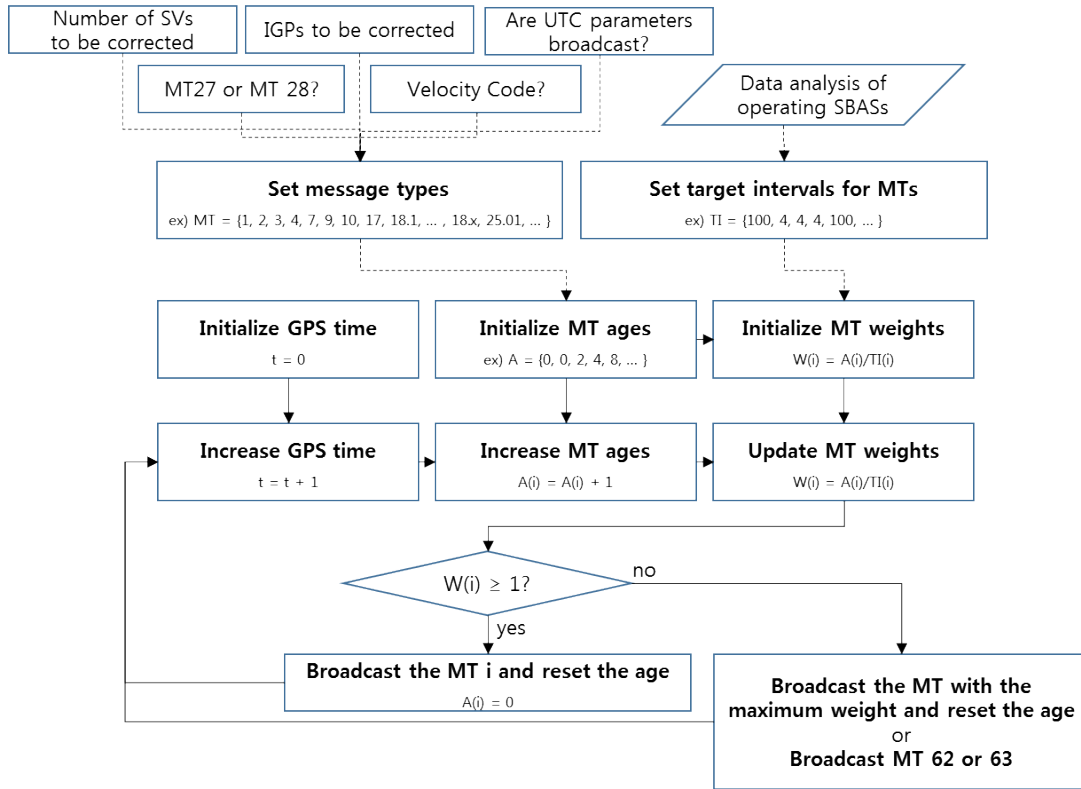 Number of SVs
to be corrected
IGPs to be corrected
Are UTC parameters
broadcast?
MT27 or MT 28?
Velocity Code?
Data analysis of
operating SBASs
Set message types
ex) MT = {1, 2, 3, 4, 7, 9, 10, 17, 18.1, ... , 18.x, 25.01, ... }
Set target intervals for MTs
ex) TI = {100, 4, 4, 4, 100, ... }
Initialize GPS time
t = 0
Initialize MT ages
ex) A = {0, 0, 2, 4, 8, ... }
Initialize MT weights
W(i) = A(i)/TI(i)
Increase GPS time
t = t + 1
Increase MT ages
A(i) = A(i) + 1
Update MT weights
W(i) = A(i)/TI(i)
W(i) ≥ 1?
no
yes
Broadcast the MT i and reset the age
A(i) = 0
Broadcast the MT with the
maximum weight and reset the age
or
Broadcast MT 62 or 63